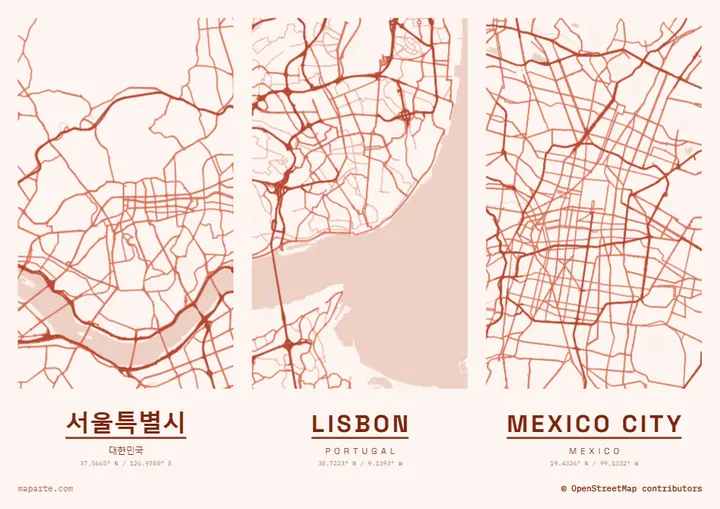 서울특별시
대한민국
37.5665° N / 126.9780° E
LISBON
PORTUGAL
38.7223° N / 9.1393° W
MEXICO CITY
MEXICO
19.4326° N / 99.1332° W
maparte.com
© OpenStreetMap contributors